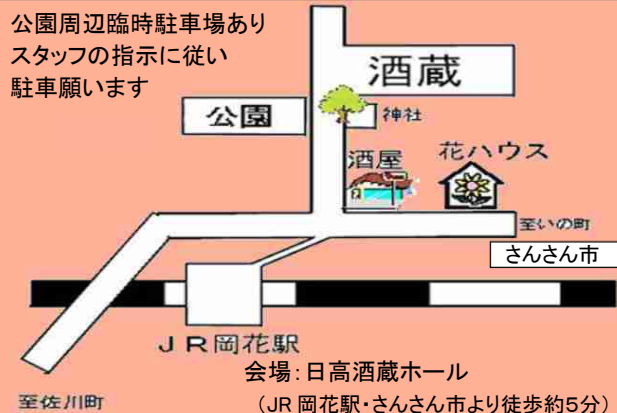 公園周辺臨時駐車場あり
スタッフの指示に従い
駐車願います
酒蔵
公園
神社
酒屋
花ハウス
至いの町
さんさん市
JR岡花駅
会場:日高酒蔵ホール
至佐川町
(JR 岡花駅・さんさん市より徒歩約5分)